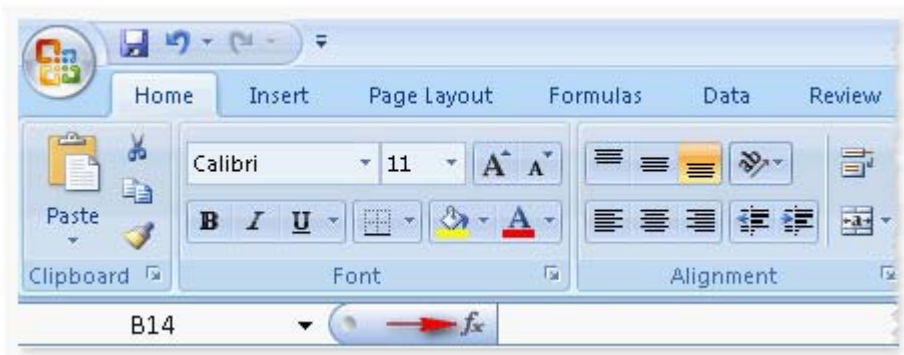 Home Insert Page Layout Formulas Data Review
Calibri 11 A A
Paste B I U A a
Clipboard Font Alignment
B14 fx